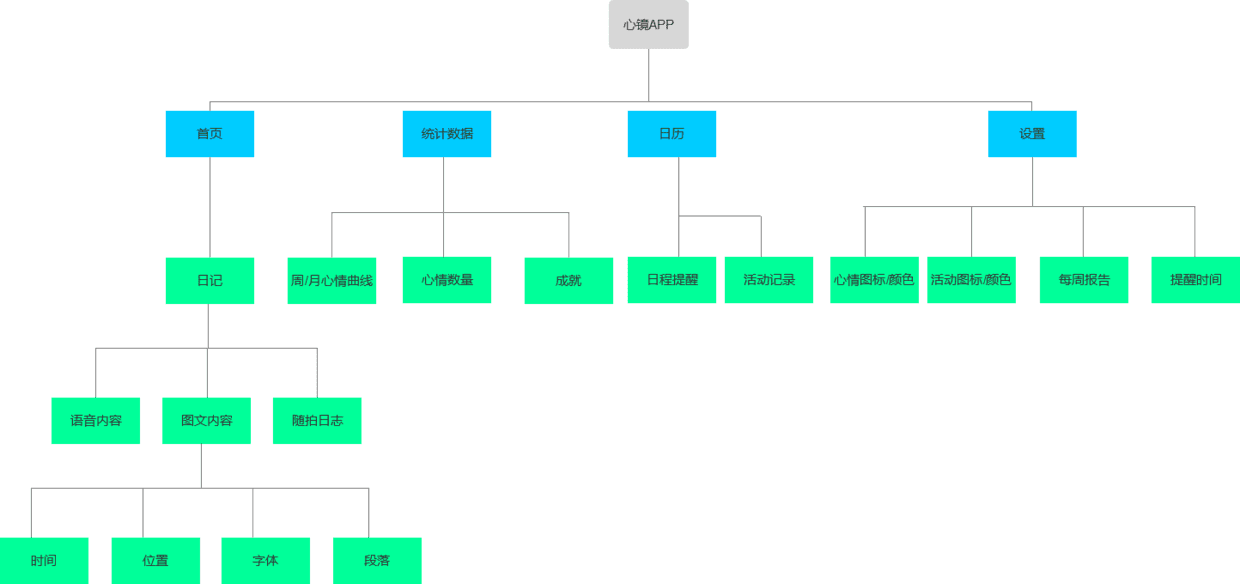 心镜APP
首页
统计数据
日历
设置
日记
周/月心情曲线
心情数量
成就
日程提醒
活动记录
心情图标/颜色
活动图标/颜色
每周报告
提醒时间
语音内容
图文内容
随拍日志
时间
位置
字体
段落